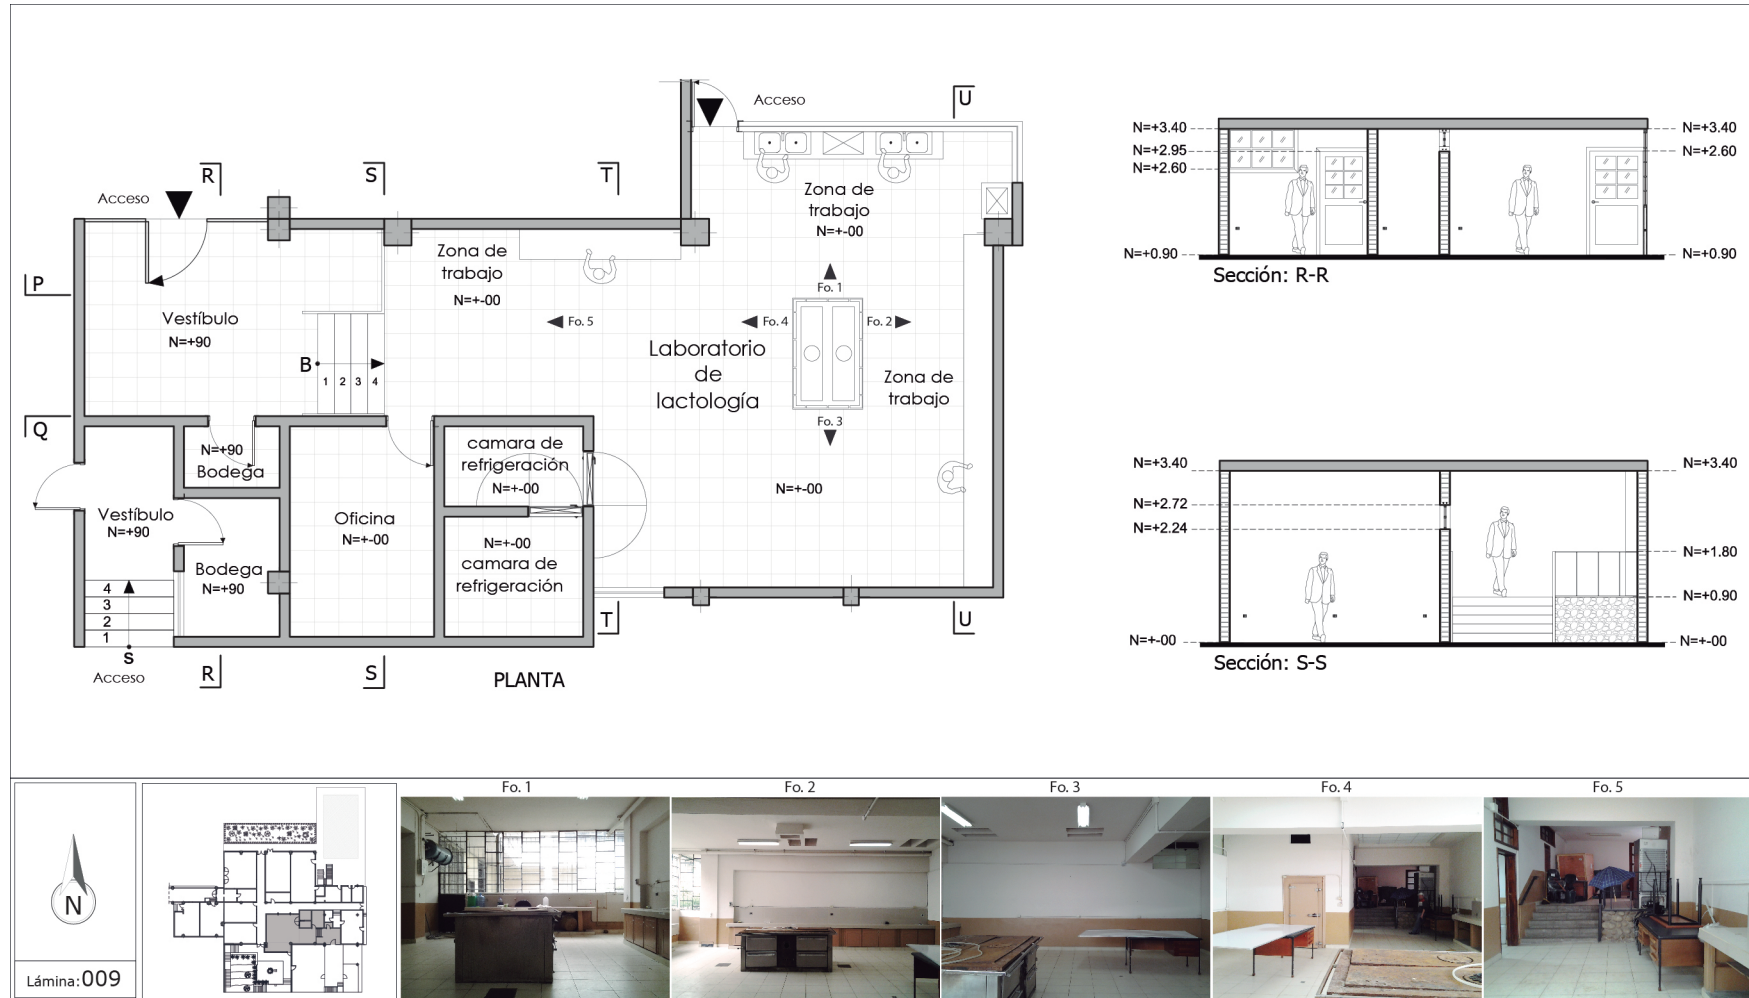 Acceso
U
R
S
T
Acceso
Zona de
trabajo
N=+-00
Zona de
trabajo
N=+-00
P
Vestíbulo
N=+90
Fo. 1
Fo. 5
Fo. 4
Fo. 2
B
1 2 3 4
Laboratorio
de
lactología
Zona de
trabajo
Fo. 3
Q
N=+90
Bodega
camara de
refrigeración
N=+-00
N=+-00
Vestíbulo
N=+90
Oficina
N=+-00
N=+-00
camara de
refrigeración
Bodega
N=+90
4
3
2
1
S
Acceso
R
S
T
U
PLANTA
N=+3.40
N=+2.95
N=+2.60
N=+0.90
N=+3.40
N=+2.60
N=+0.90
Sección: R-R
N=+3.40
N=+2.72
N=+2.24
N=+-00
N=+3.40
N=+1.80
N=+0.90
N=+-00
Sección: S-S
Fo. 1
Fo. 2
Fo. 3
Fo. 4
Fo. 5
N
Lámina: 009